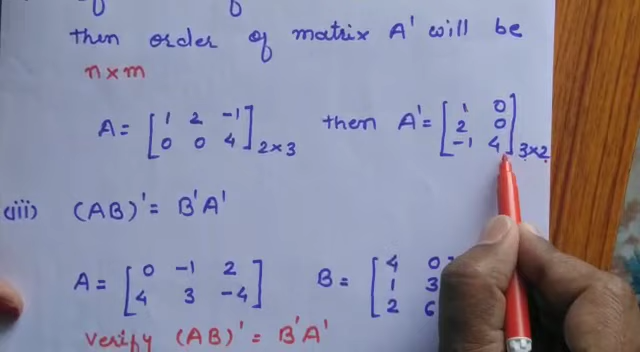 then order of matrix A' will be
n×m
A = [1 2 -1; 0 0 4] 2×3 then A' = [1 0; 2 0; -1 4] 3×2
(iii) (AB)' = B'A'
A = [0 -1 2; 4 3 -4] B = [4 0; 1 3; 2 6
verify (AB)' = B'A'